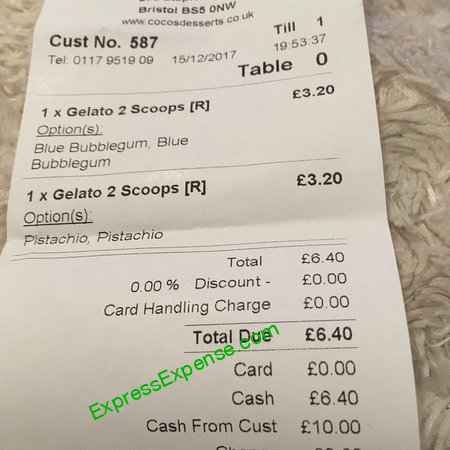 Bristol BS5 0NW
www.cocosdesserts.co.uk
Till 1
Cust No. 587
19:53:37
Tel: 0117 9519 09 15/12/2017
Table 0
1 x Gelato 2 Scoops [R] £3.20
Option(s):
Blue Bubblegum, Blue
Bubblegum
1 x Gelato 2 Scoops [R] £3.20
Option(s):
Pistachio, Pistachio
Total £6.40
0.00 % Discount - £0.00
Card Handling Charge £0.00
Total Due £6.40
Card £0.00
Cash £6.40
Cash From Cust £10.00
ExpressExpense.com